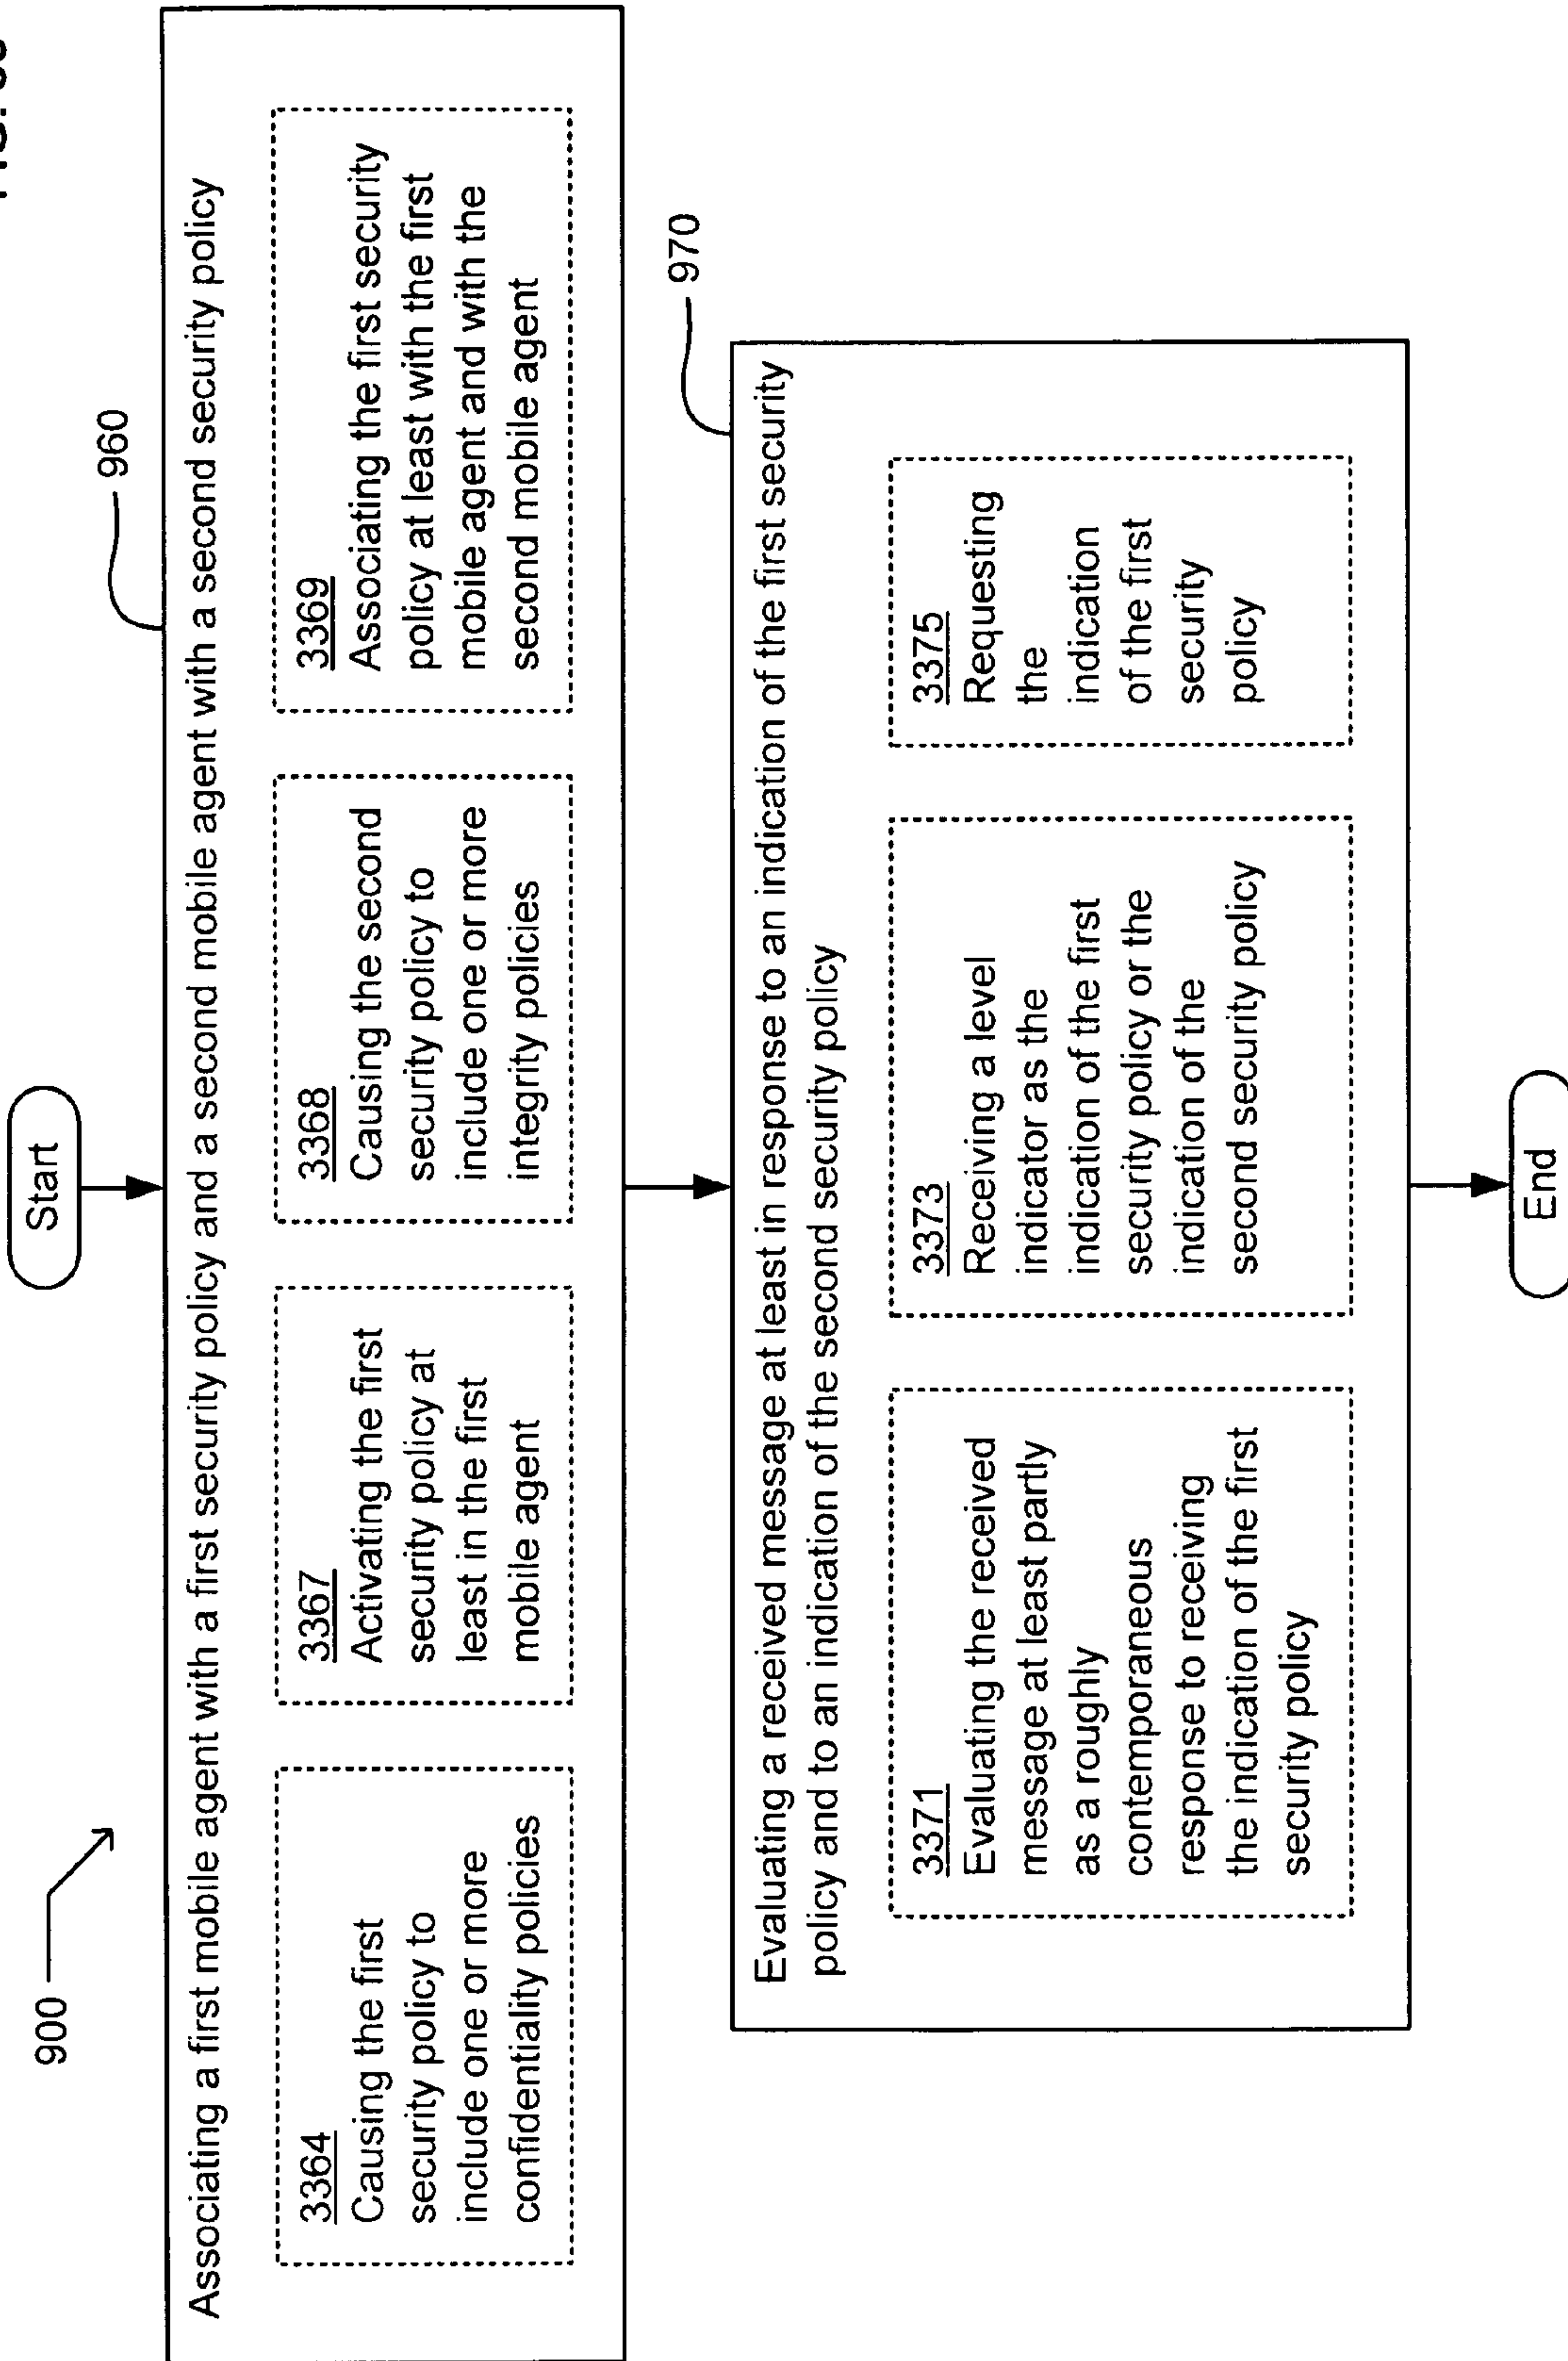 900
Start
960
Associating a first mobile agent with a first security policy and a second mobile agent with a second security policy
3364
Causing the first
security policy to
include one or more
confidentiality policies
3367
Activating the first
security policy at
least in the first
mobile agent
3368
Causing the second
security policy to
include one or more
integrity policies
3369
Associating the first security
policy at least with the first
mobile agent and with the
second mobile agent
970
Evaluating a received message at least in response to an indication of the first security
policy and to an indication of the second security policy
3371
Evaluating the received
message at least partly
as a roughly
contemporaneous
response to receiving
the indication of the first
security policy
3373
Receiving a level
indicator as the
indication of the first
security policy or the
indication of the
second security policy
3375
Requesting
the
indication
of the first
security
policy
End